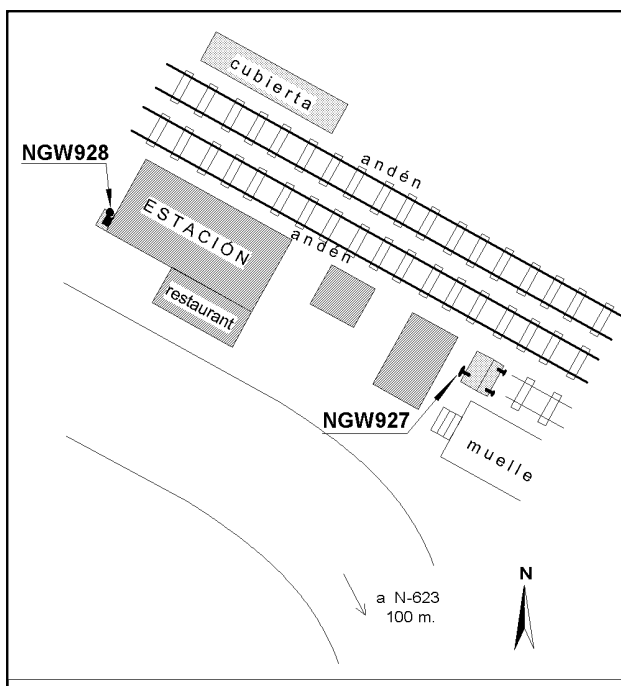 cubierta
andén
NGW928
ESTACIÓN
andén
restaurant
NGW927
muelle
N
a N-623
100 m.